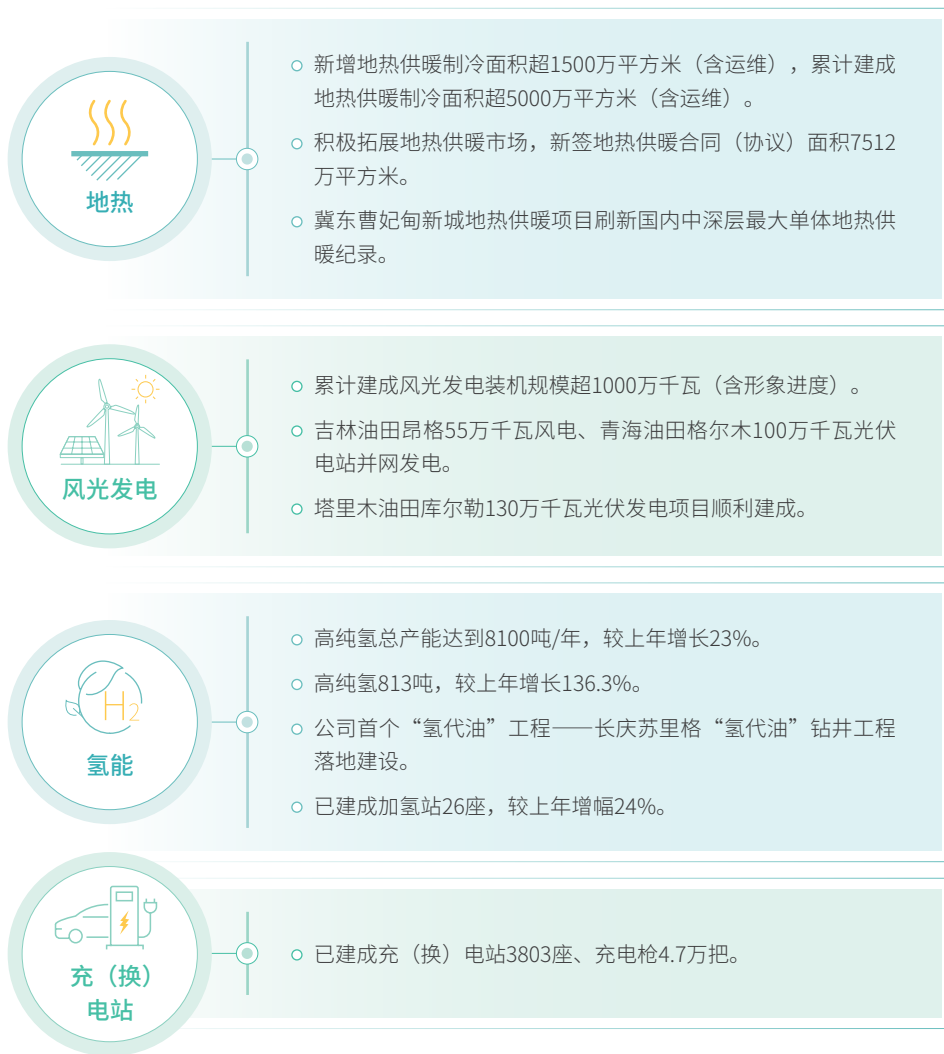 地热
新增地热供暖制冷面积超1500万平方米（含运维），累计建成
地热供暖制冷面积超5000万平方米（含运维）。
积极拓展地热供暖市场，新签地热供暖合同（协议）面积7512
万平方米。
冀东曹妃甸新城地热供暖项目刷新国内中深层最大单体地热供
暖纪录。
风光发电
累计建成风光发电装机规模超1000万千瓦（含形象进度）。
吉林油田昂格55万千瓦风电、青海油田格尔木100万千瓦光伏
电站并网发电。
塔里木油田库尔勒130万千瓦光伏发电项目顺利建成。
H2
氢能
高纯氢总产能达到8100吨/年，较上年增长23%。
高纯氢813吨，较上年增长136.3%。
公司首个“氢代油”工程——长庆苏里格“氢代油”钻井工程
落地建设。
已建成加氢站26座，较上年增幅24%。
充（换）
电站
已建成充（换）电站3803座、充电枪4.7万把。